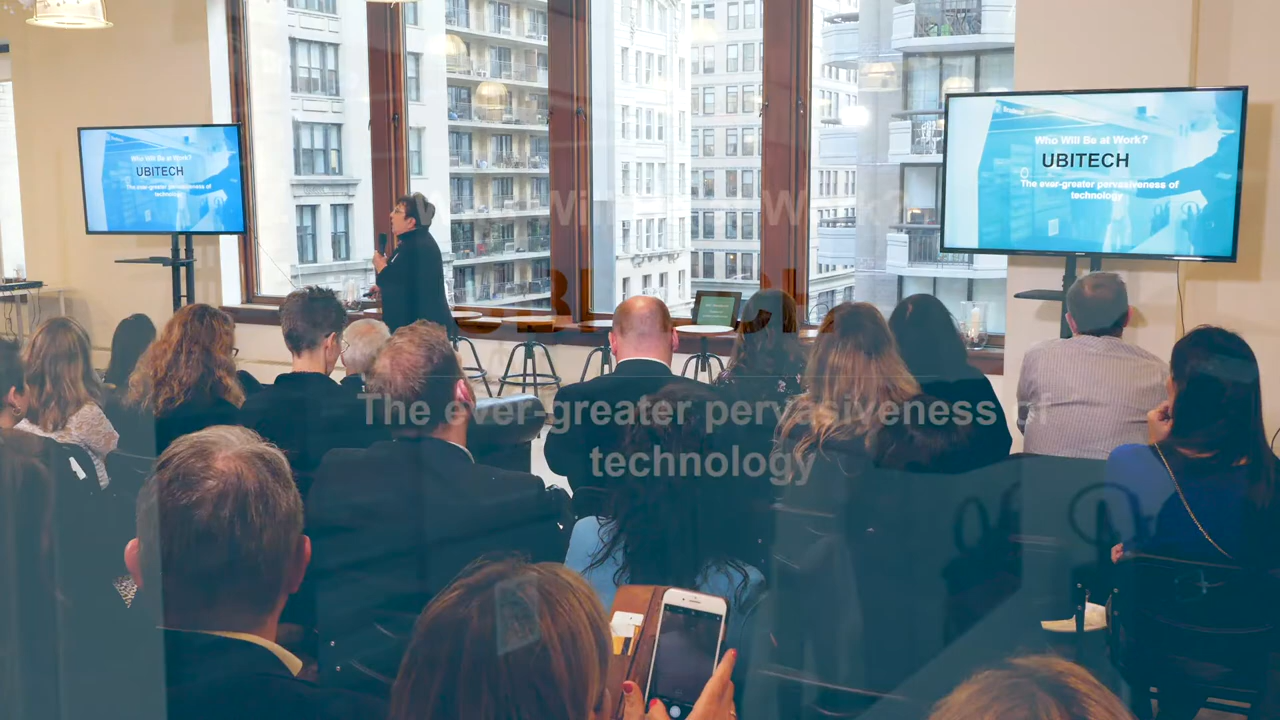 Who Will Be at Work?
UBITECH
The ever-greater pervasiveness of
technology
Who Will Be at Work?
UBITECH
The ever-greater pervasiveness of
technology
The ever-greater pervasiveness of
technology